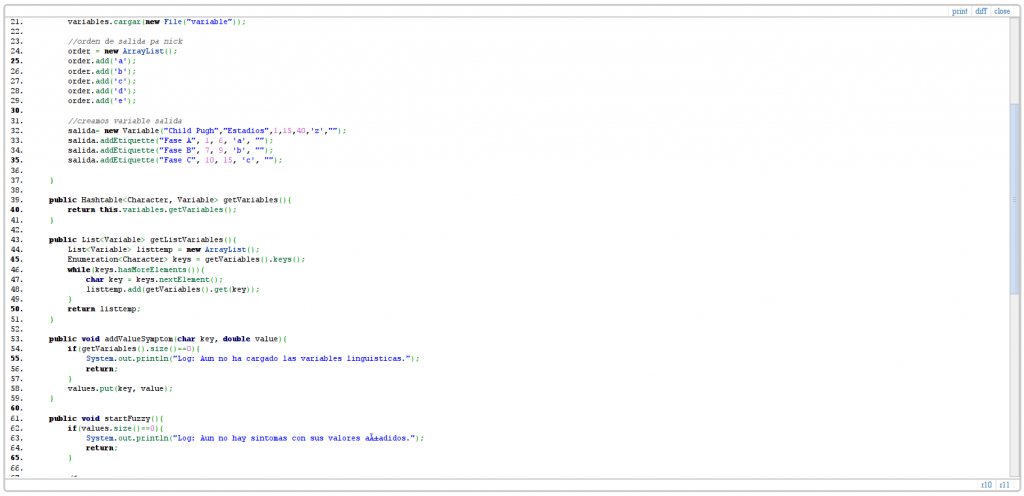 print diff close
21. variables.cargar(new File("variable"));
22.
23. //orden de salida pa nick
24. order = new ArrayList();
25. order.add('a');
26. order.add('b');
27. order.add('c');
28. order.add('d');
29. order.add('e');
30.
31. //creamos variable salida
32. salida= new Variable("Child Pugh","Estadios",1,15,40,'z',"");
33. salida.addEtiquette("Fase A", 1, 6, 'a', "");
34. salida.addEtiquette("Fase B", 7, 9, 'b', "");
35. salida.addEtiquette("Fase C", 10, 15, 'c', "");
36.
37. }
38.
39. public Hashtable<Character, Variable> getVariables(){
40. return this.variables.getVariables();
41. }
42.
43. public List<Variable> getListVariables(){
44. List<Variable> listtemp = new ArrayList();
45. Enumeration<Character> keys = getVariables().keys();
46. while(keys.hasMoreElements()){
47. char key = keys.nextElement();
48. listtemp.add(getVariables().get(key));
49. }
50. return listtemp;
51. }
52.
53. public void addValueSympton(char key, double value){
54. if(getVariables().size()==0){
55. System.out.println("Log: Aun no ha cargado las variables linguisticas.");
56. return;
57. }
58. values.put(key, value);
59. }
60.
61. public void startFuzzy(){
62. if(values.size()==0){
63. System.out.println("Log: Aun no hay sintomas con sus valores aÃ±adidos.");
64. return;
65. }
66.
r10 r11